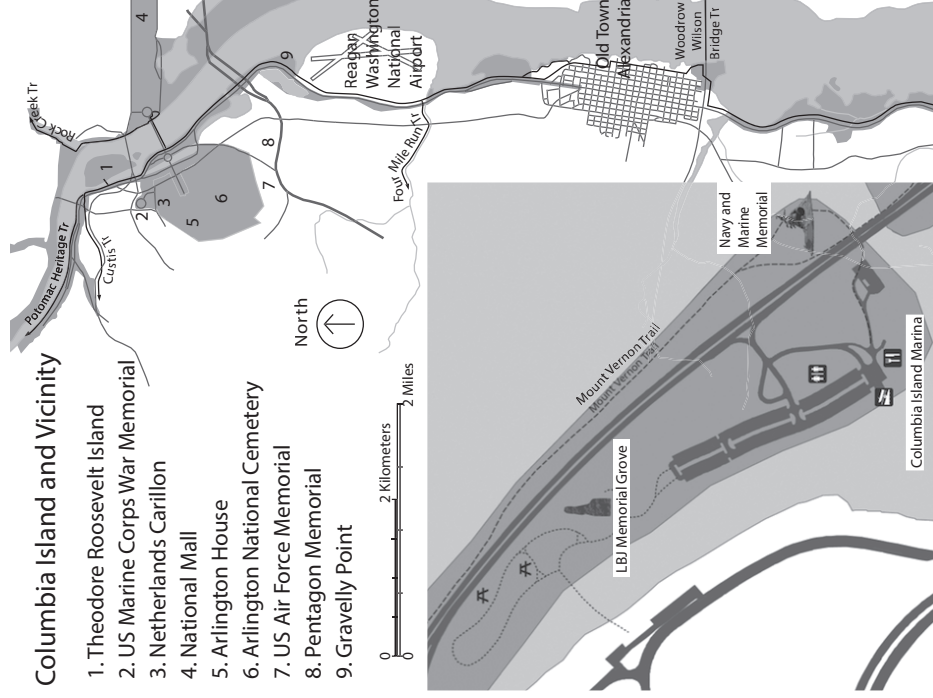 Columbia Island and Vicinity
1. Theodore Roosevelt Island
2. US Marine Corps War Memorial
3. Netherlands Carillon
4. National Mall
5. Arlington House
6. Arlington National Cemetery
7. US Air Force Memorial
8. Pentagon Memorial
9. Gravelly Point
0
2 Kilometers
0
2 Miles
North
Potomac Heritage Tr
Custis Tr
Rock Creek Tr
1
2
3
4
5
6
7
8
9
Four Mile Run Tr
Reagan
Washington
National
Airport
Old Town
Alexandria
Woodrow
Wilson
Bridge Tr
Mount Vernon Trail
Mount Vernon Trail
LBJ Memorial Grove
Navy and
Marine
Memorial
Columbia Island Marina